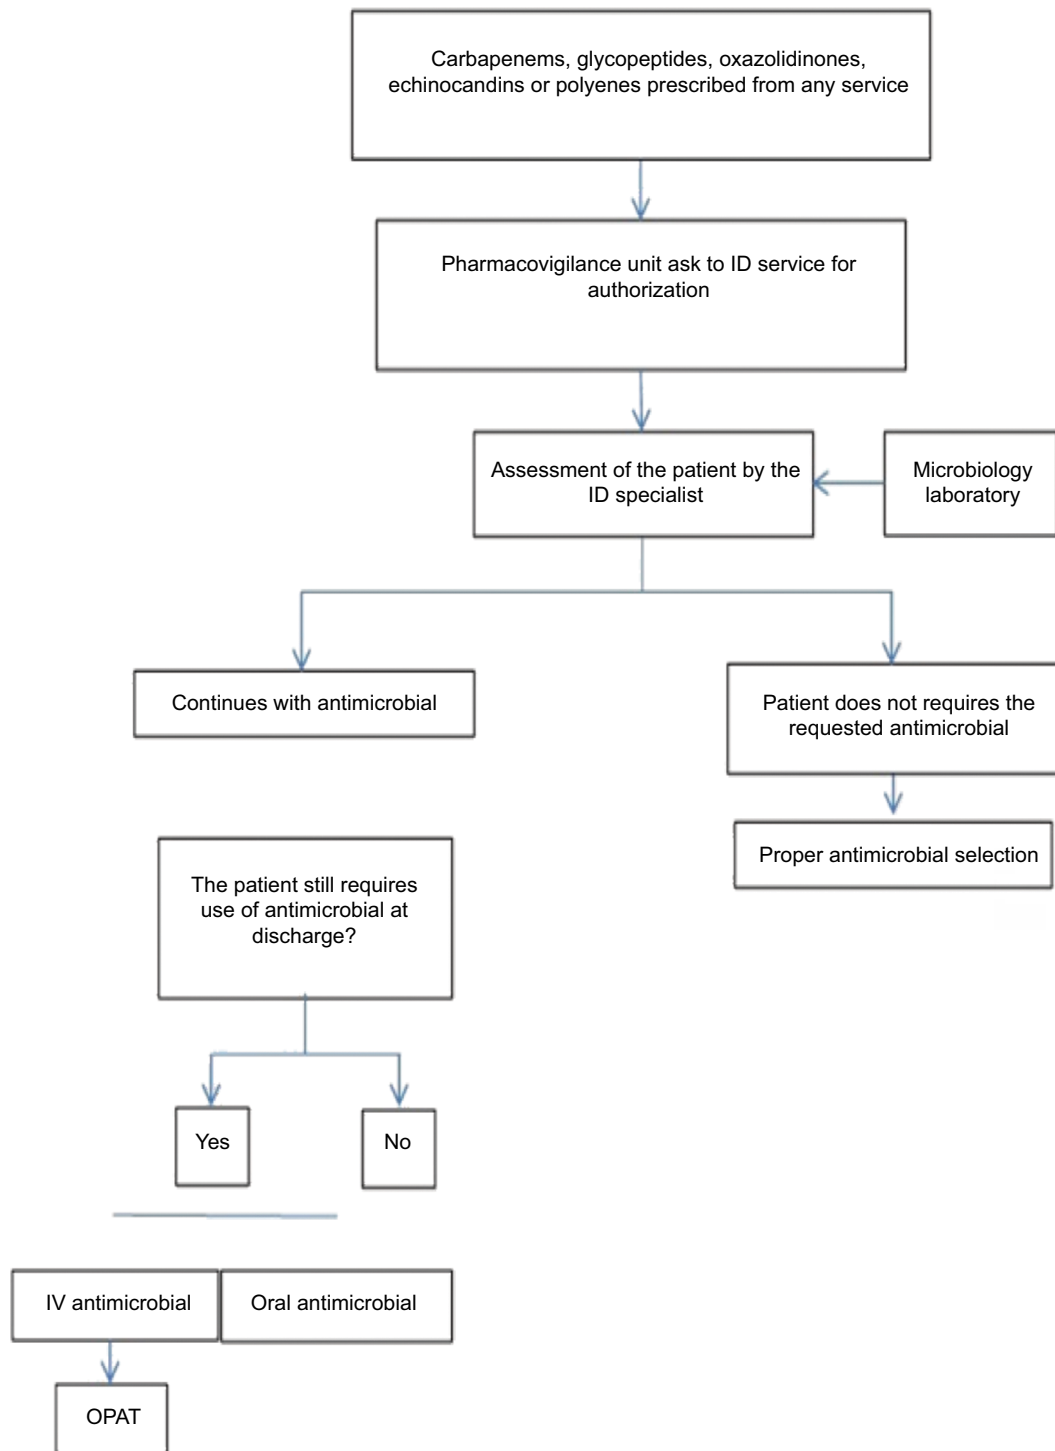 Carbapenems, glycopeptides, oxazolidinones,
echinocandins or polyenes prescribed from any service
Pharmacovigilance unit ask to ID service for
authorization
Assessment of the patient by the
ID specialist
Microbiology
laboratory
Continues with antimicrobial
Patient does not requires the
requested antimicrobial
Proper antimicrobial selection
The patient still requires
use of antimicrobial at
discharge?
Yes
No
IV antimicrobial
Oral antimicrobial
OPAT